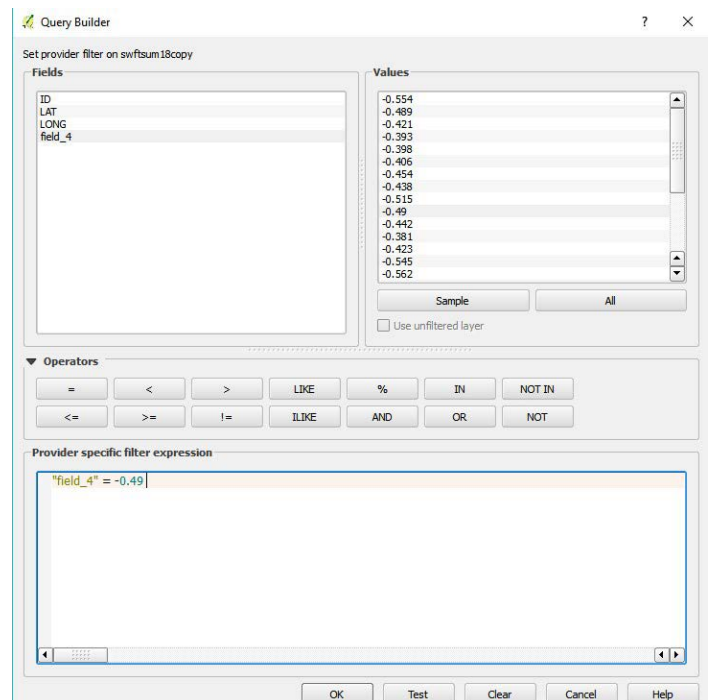 Query Builder
?
×
Set provider filter on swftsum18copy
Fields
ID
LAT
LONG
field_4
Values
-0.554
-0.489
-0.421
-0.393
-0.398
-0.406
-0.454
-0.438
-0.515
-0.49
-0.442
-0.381
-0.423
-0.545
-0.562
Sample
All
Use unfiltered layer
Operators
= < > LIKE % IN NOT IN
<= >= != ILIKE AND OR NOT
Provider specific filter expression
"field_4" = -0.49
OK Test Clear Cancel Help